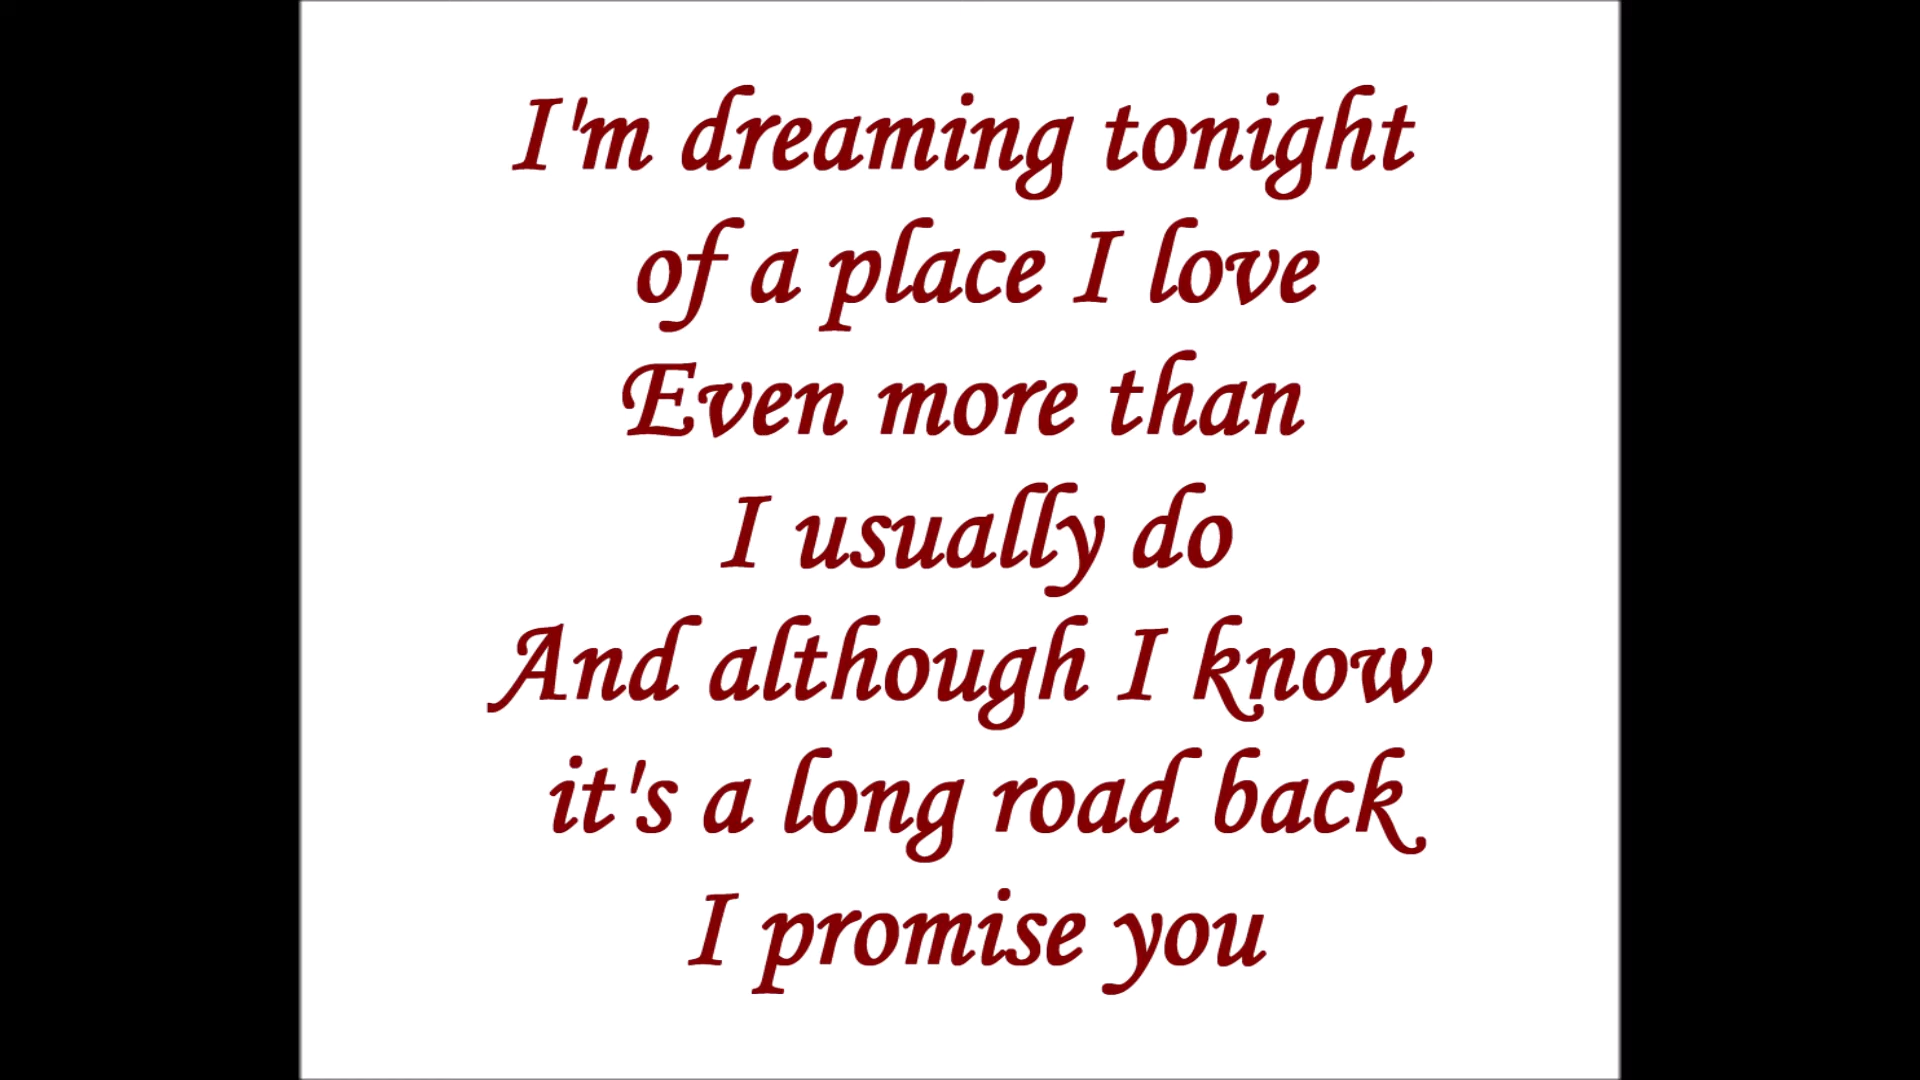 I'm dreaming tonight
of a place I love
Even more than
I usually do
And although I know
it's a long road back
I promise you